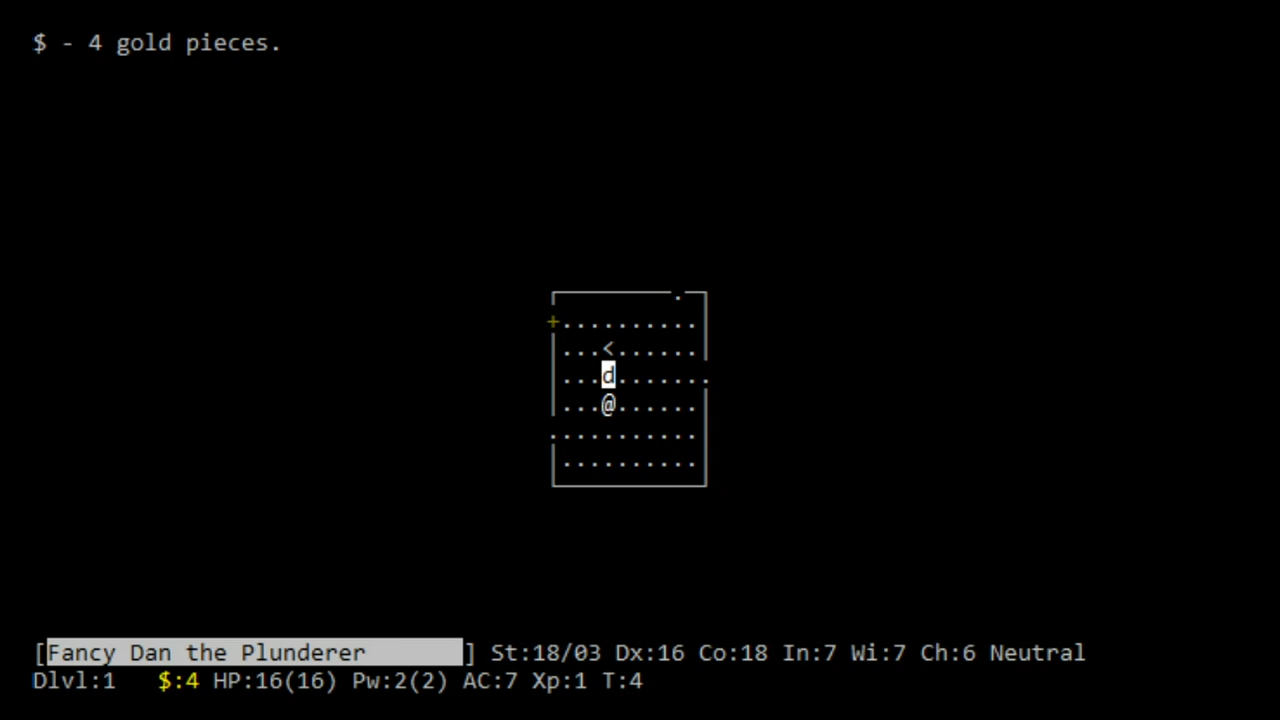 $ - 4 gold pieces.
.
+..........
...<......
...d.......
...@......
...........
..........
[Fancy Dan the Plunderer ] St:18/03 Dx:16 Co:18 In:7 Wi:7 Ch:6 Neutral
Dlvl:1 $:4 HP:16(16) Pw:2(2) AC:7 Xp:1 T:4